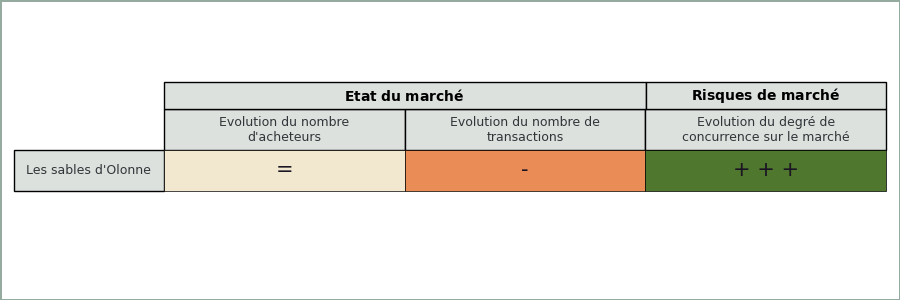 Etat du marché
Risques de marché
Evolution du nombre
d'acheteurs
Evolution du nombre de
transactions
Evolution du degré de
concurrence sur le marché
Les sables d'Olonne
=
-
+ + +